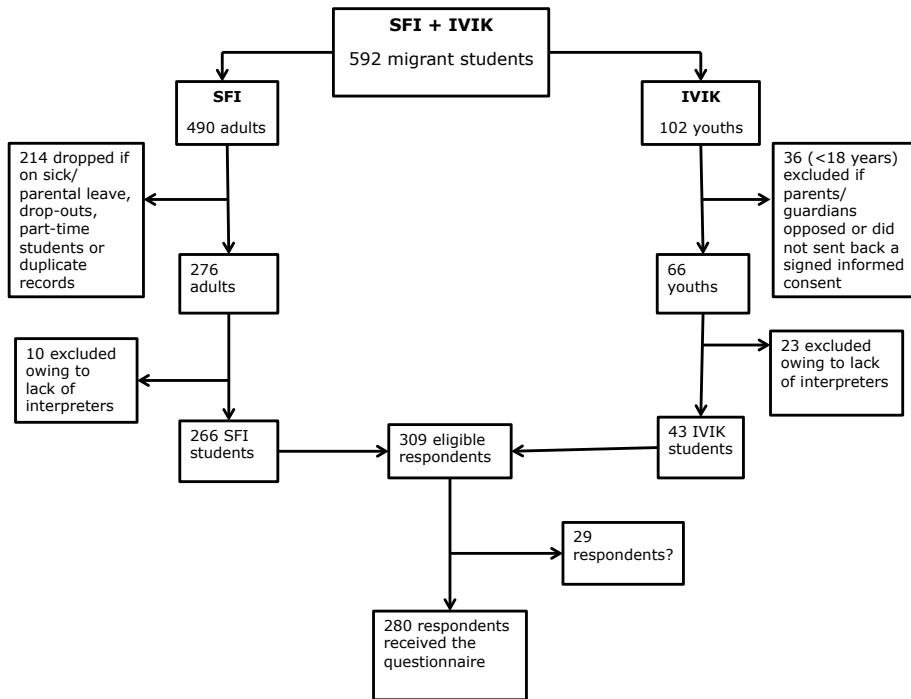 SFI + IVIK
592 migrant students
SFI
490 adults
IVIK
102 youths
214 dropped if
on sick/
parental leave,
drop-outs,
part-time
students or
duplicate
records
36 (<18 years)
excluded if
parents/
guardians
opposed or did
not sent back a
signed informed
consent
276
adults
66
youths
10 excluded
owing to
lack of
interpreters
23 excluded
owing to lack
of interpreters
266 SFI
students
309 eligible
respondents
43 IVIK
students
29
respondents?
280 respondents
received the
questionnaire